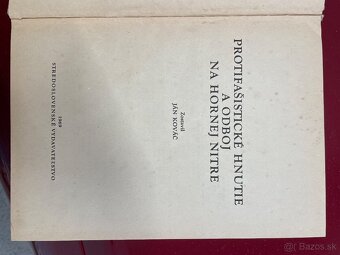 PROTIFAŠISTICKÉ HNUTIE
A ODBOJ
NA HORNEJ NITRE
Zostavil
JÁN KOVÁČ
1969
STREDOSLOVENSKÉ VYDAVATEĽSTVO
bazos.sk